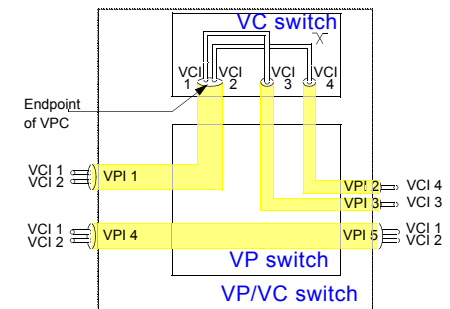 VC switch
VCI 1
VCI 2
VCI 3
VCI 4
Endpoint
of VPC
VCI 1
VCI 2
VPI 1
VPI 2
VCI 4
VPI 3
VCI 3
VCI 1
VCI 2
VPI 4
VPI 5
VCI 1
VCI 2
VP switch
VP/VC switch